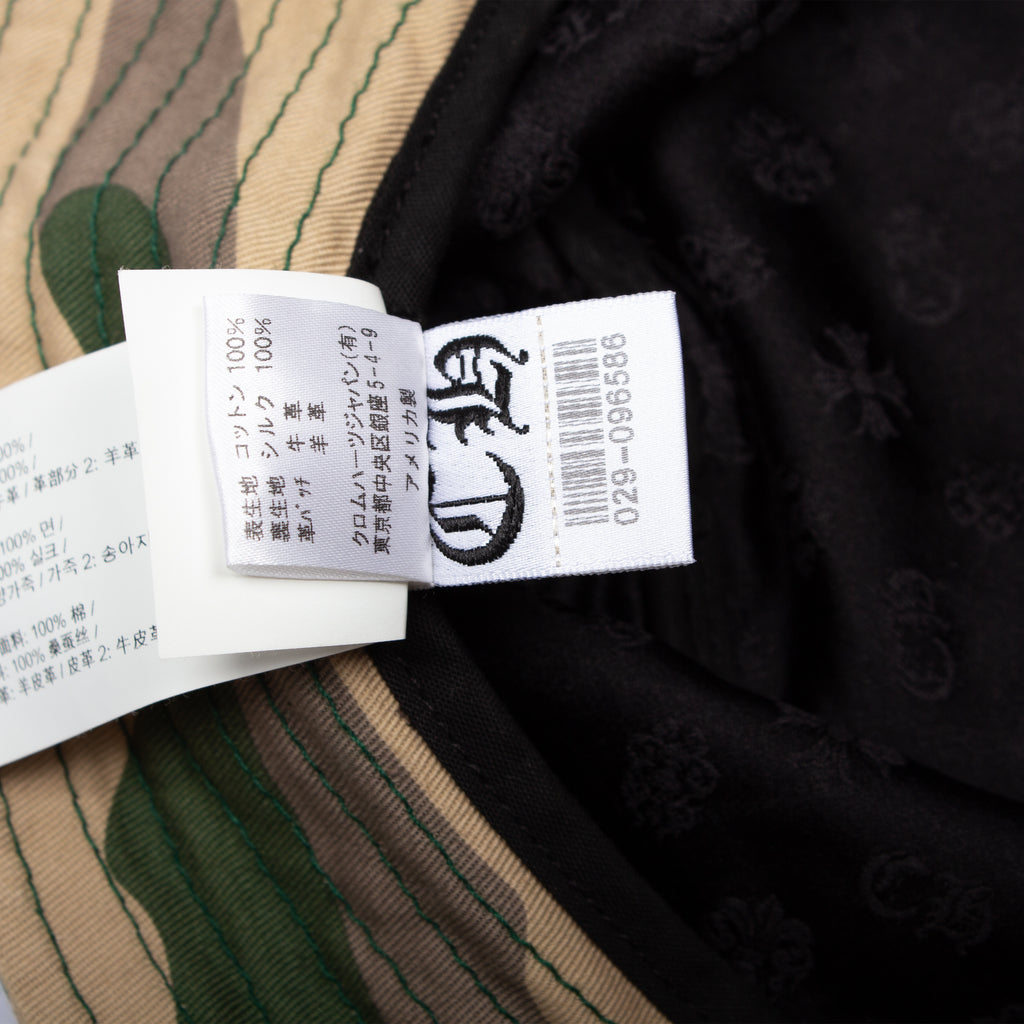 表生地 コットン 100%
裏生地 シルク 100%
革パッチ 牛革
羊革
クロムハーツジャパン(有)
東京都中央区銀座5-4-9
アメリカ製
CH
029-096586
00% /
100% /
革 / 革部分 2: 羊革
100% 면 /
00% 실크 /
가죽 / 가죽 2: 송아지
面料: 100% 棉 /
: 100% 桑蚕丝 /
革: 羊皮革 / 皮革 2: 牛皮革